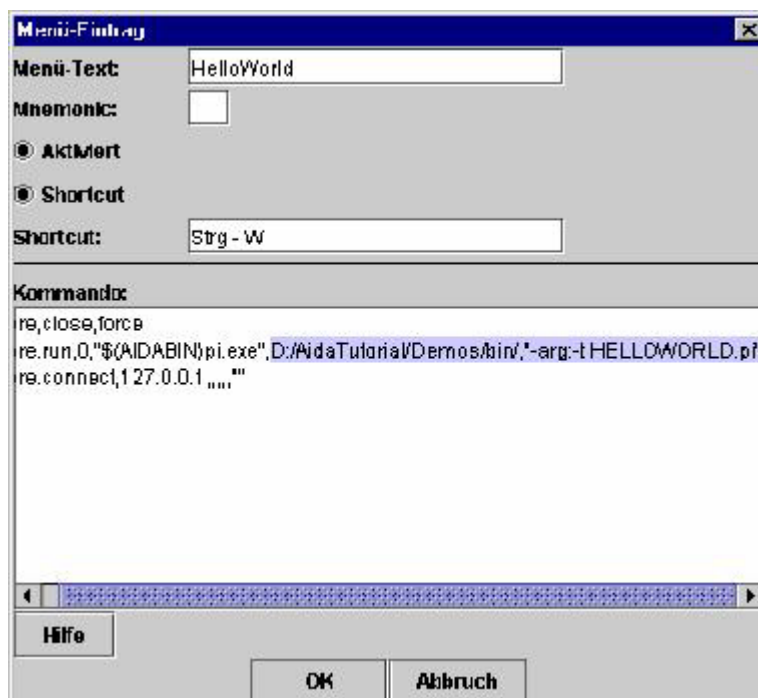 Menü-Eintrag
Menü-Text: HelloWorld
Mnemonic:
Aktiviert
Shortcut
Shortcut: Strg - W
Kommando:
re,close,force
re.run,0,"$(AIDABIN)pi.exe",D:/AidaTutorial/Demos/bin/,"-arg:-t HELLOWORLD.pi
re.connect,127.0.0.1,,,,,""
Hilfe
OK Abbruch